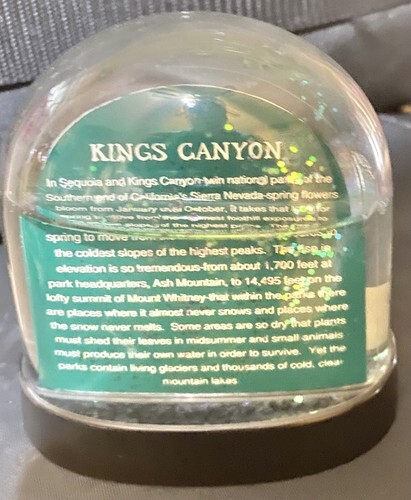 KINGS CANYON
In Sequoia and Kings Canyon-twin national parks of the
Southern end of California's Sierra Nevada-spring flowers
bloom from January until October, it takes that long for
spring to move from
the coldest slopes of the highest peaks. The rise in
elevation is so tremendous-from about 1,700 feet at
park headquarters, Ash Mountain, to 14,495 feet on the
lofty summit of Mount Whitney-that within the parks there
are places where it almost never snows and places where
the snow never melts. Some areas are so dry that plants
must shed their leaves in midsummer and small animals
must produce their own water in order to survive. Yet the
parks contain living glaciers and thousands of cold, clear
mountain lakes